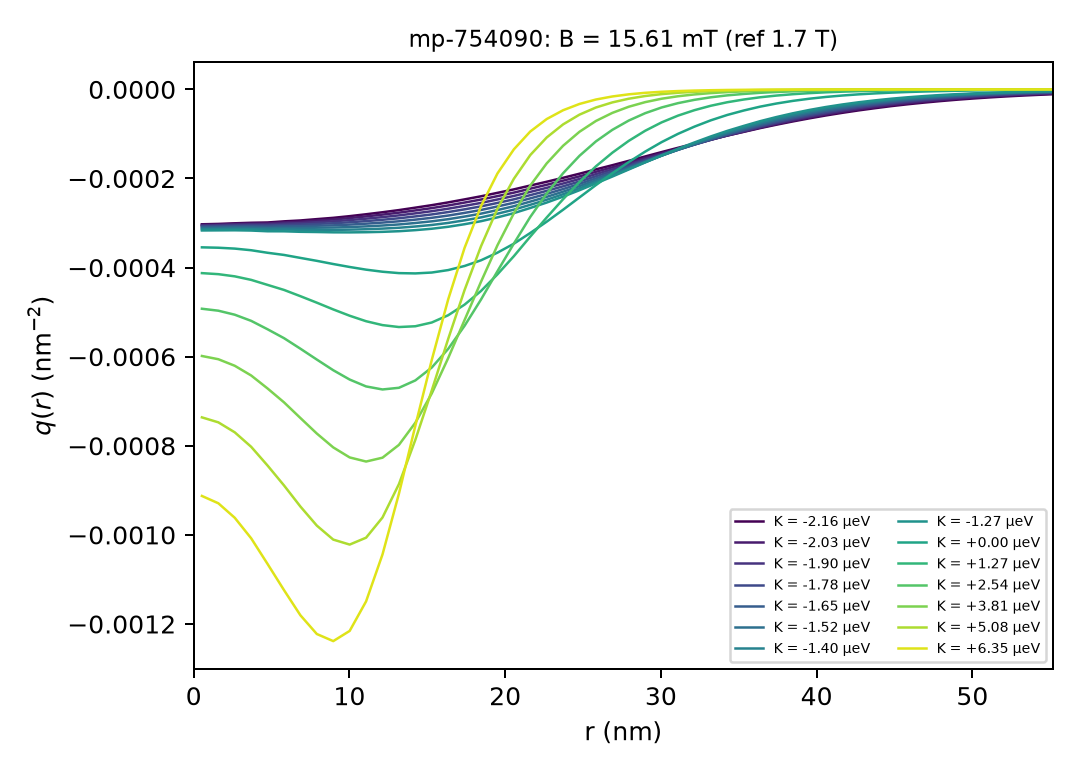 mp-754090: B = 15.61 mT (ref 1.7 T)
0.0000
−0.0002
−0.0004
−0.0006
−0.0008
−0.0010
−0.0012
q(r) (nm⁻²)
K = -2.16 μeV
K = -2.03 μeV
K = -1.90 μeV
K = -1.78 μeV
K = -1.65 μeV
K = -1.52 μeV
K = -1.40 μeV
K = -1.27 μeV
K = +0.00 μeV
K = +1.27 μeV
K = +2.54 μeV
K = +3.81 μeV
K = +5.08 μeV
K = +6.35 μeV
0 10 20 30 40 50
r (nm)